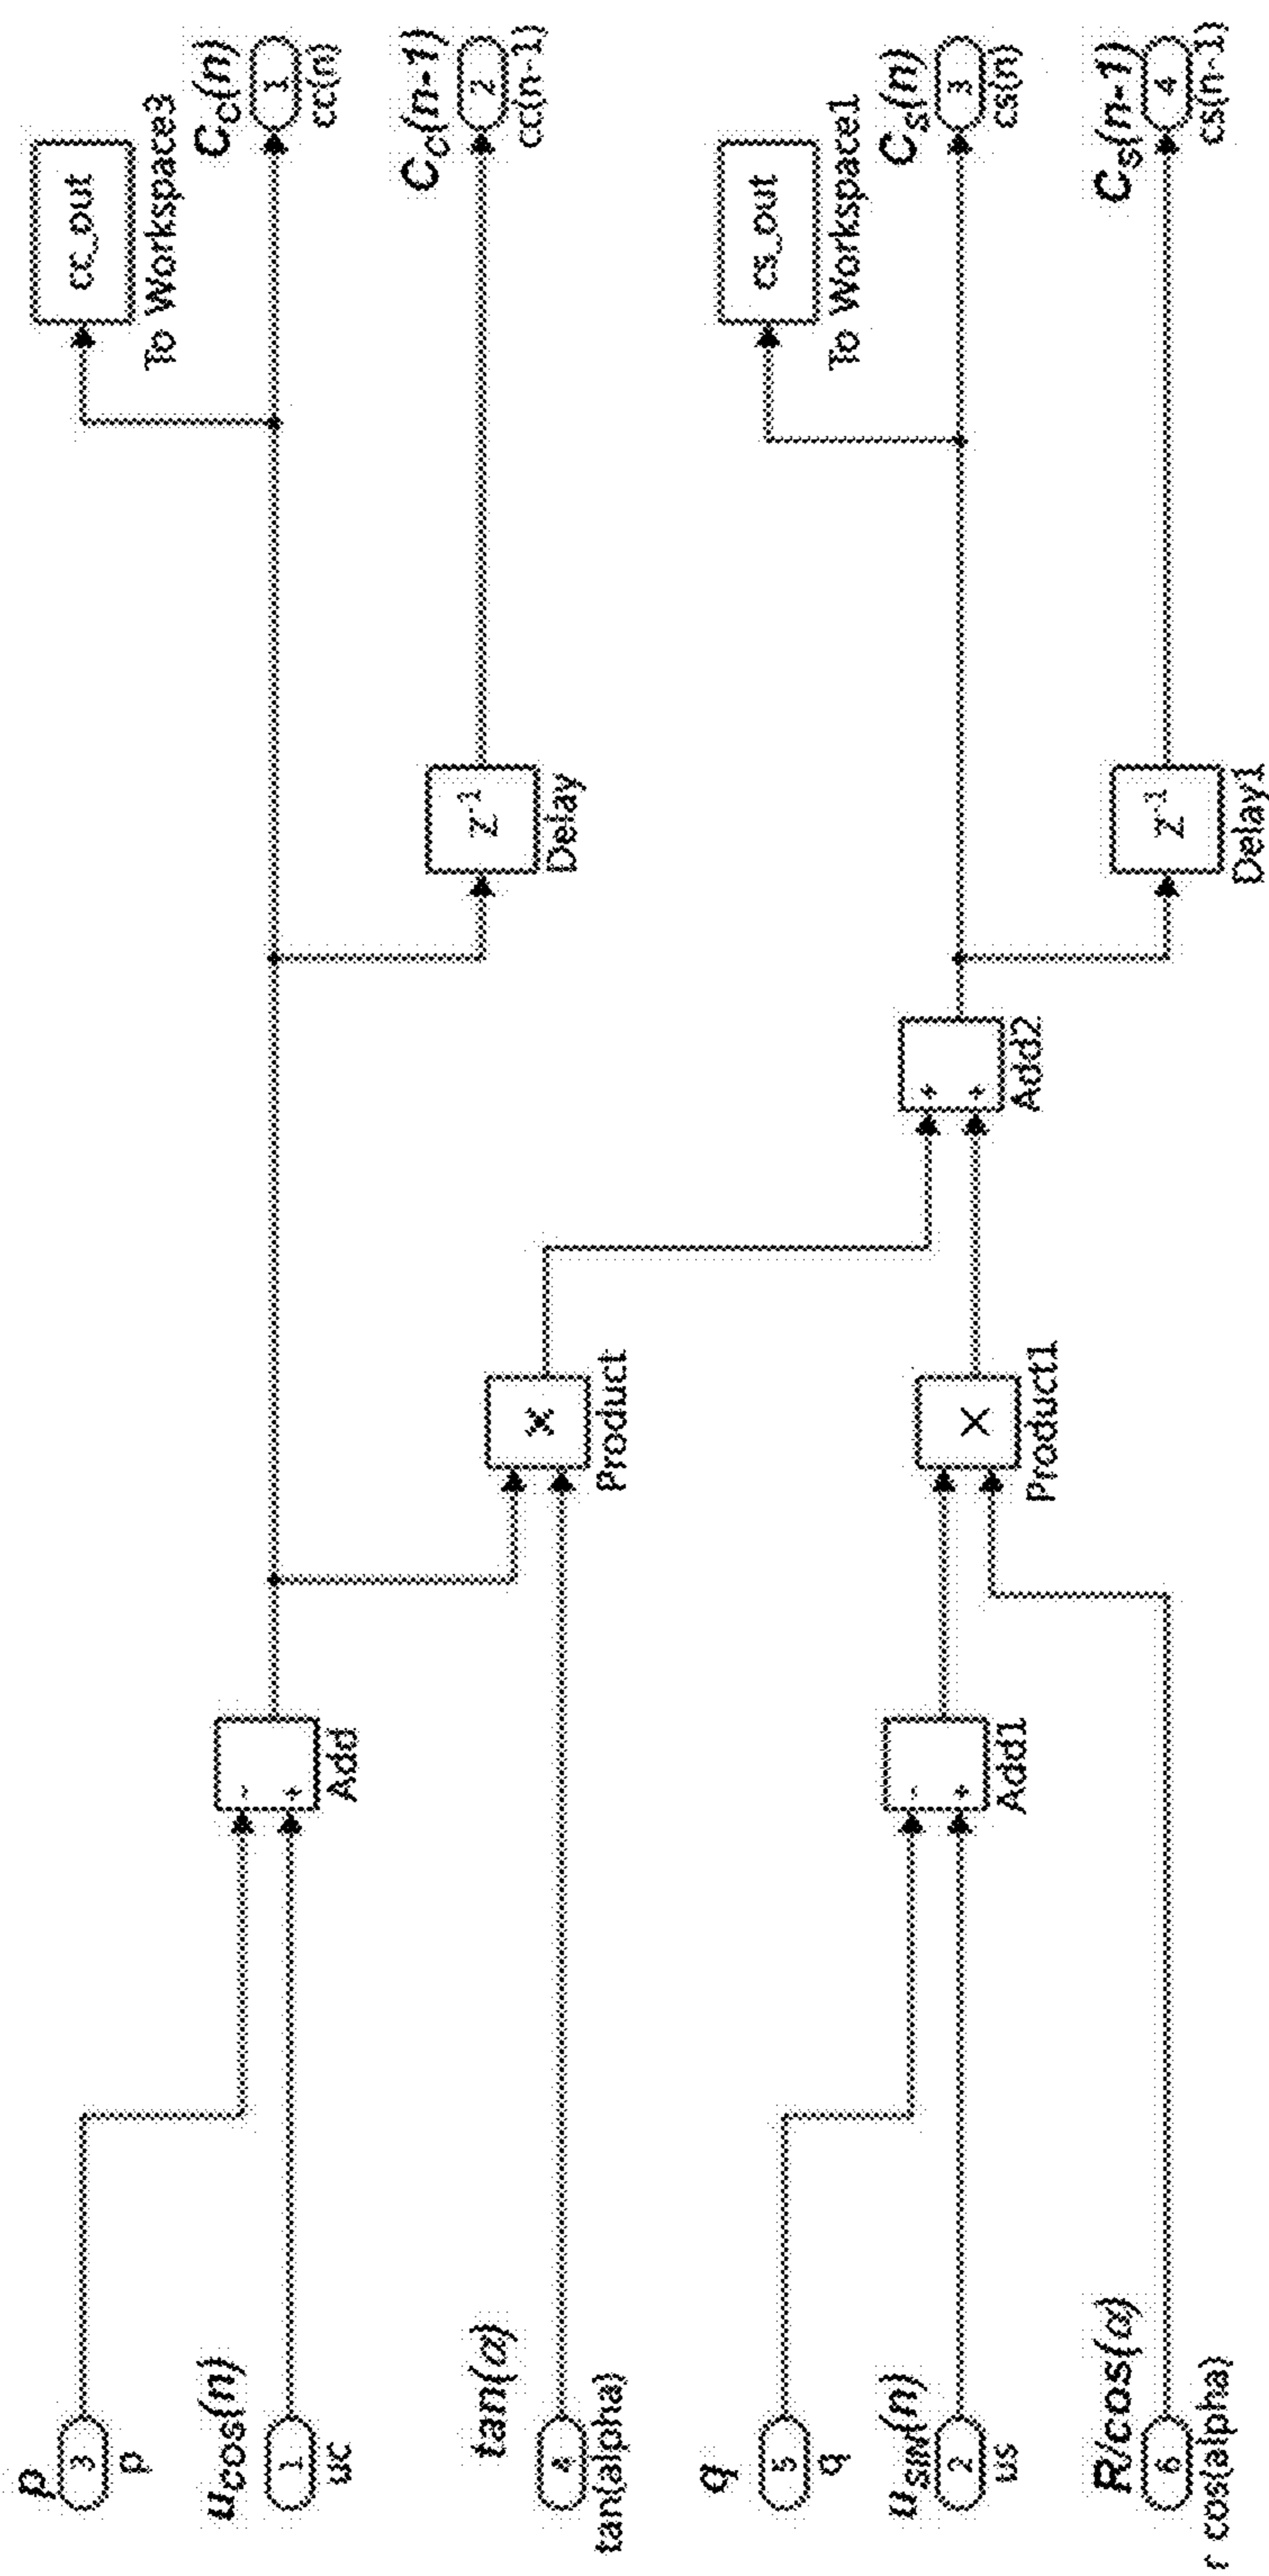 p
3
p
u_COS(n)
1
uc
tan(α)
4
tan(alpha)
q
5
q
u_SIN(n)
2
us
R/cos(α)
6
r cos(alpha)
-
+
Add
-
+
Add1
×
Product
×
Product1
+
+
Add2
Z^-1
Delay
Z^-1
Delay1
cc_out
To Workspace3
C_C(n)
1
cc(n)
C_C(n-1)
2
cc(n-1)
cs_out
To Workspace1
C_S(n)
3
cs(n)
C_S(n-1)
4
cs(n-1)